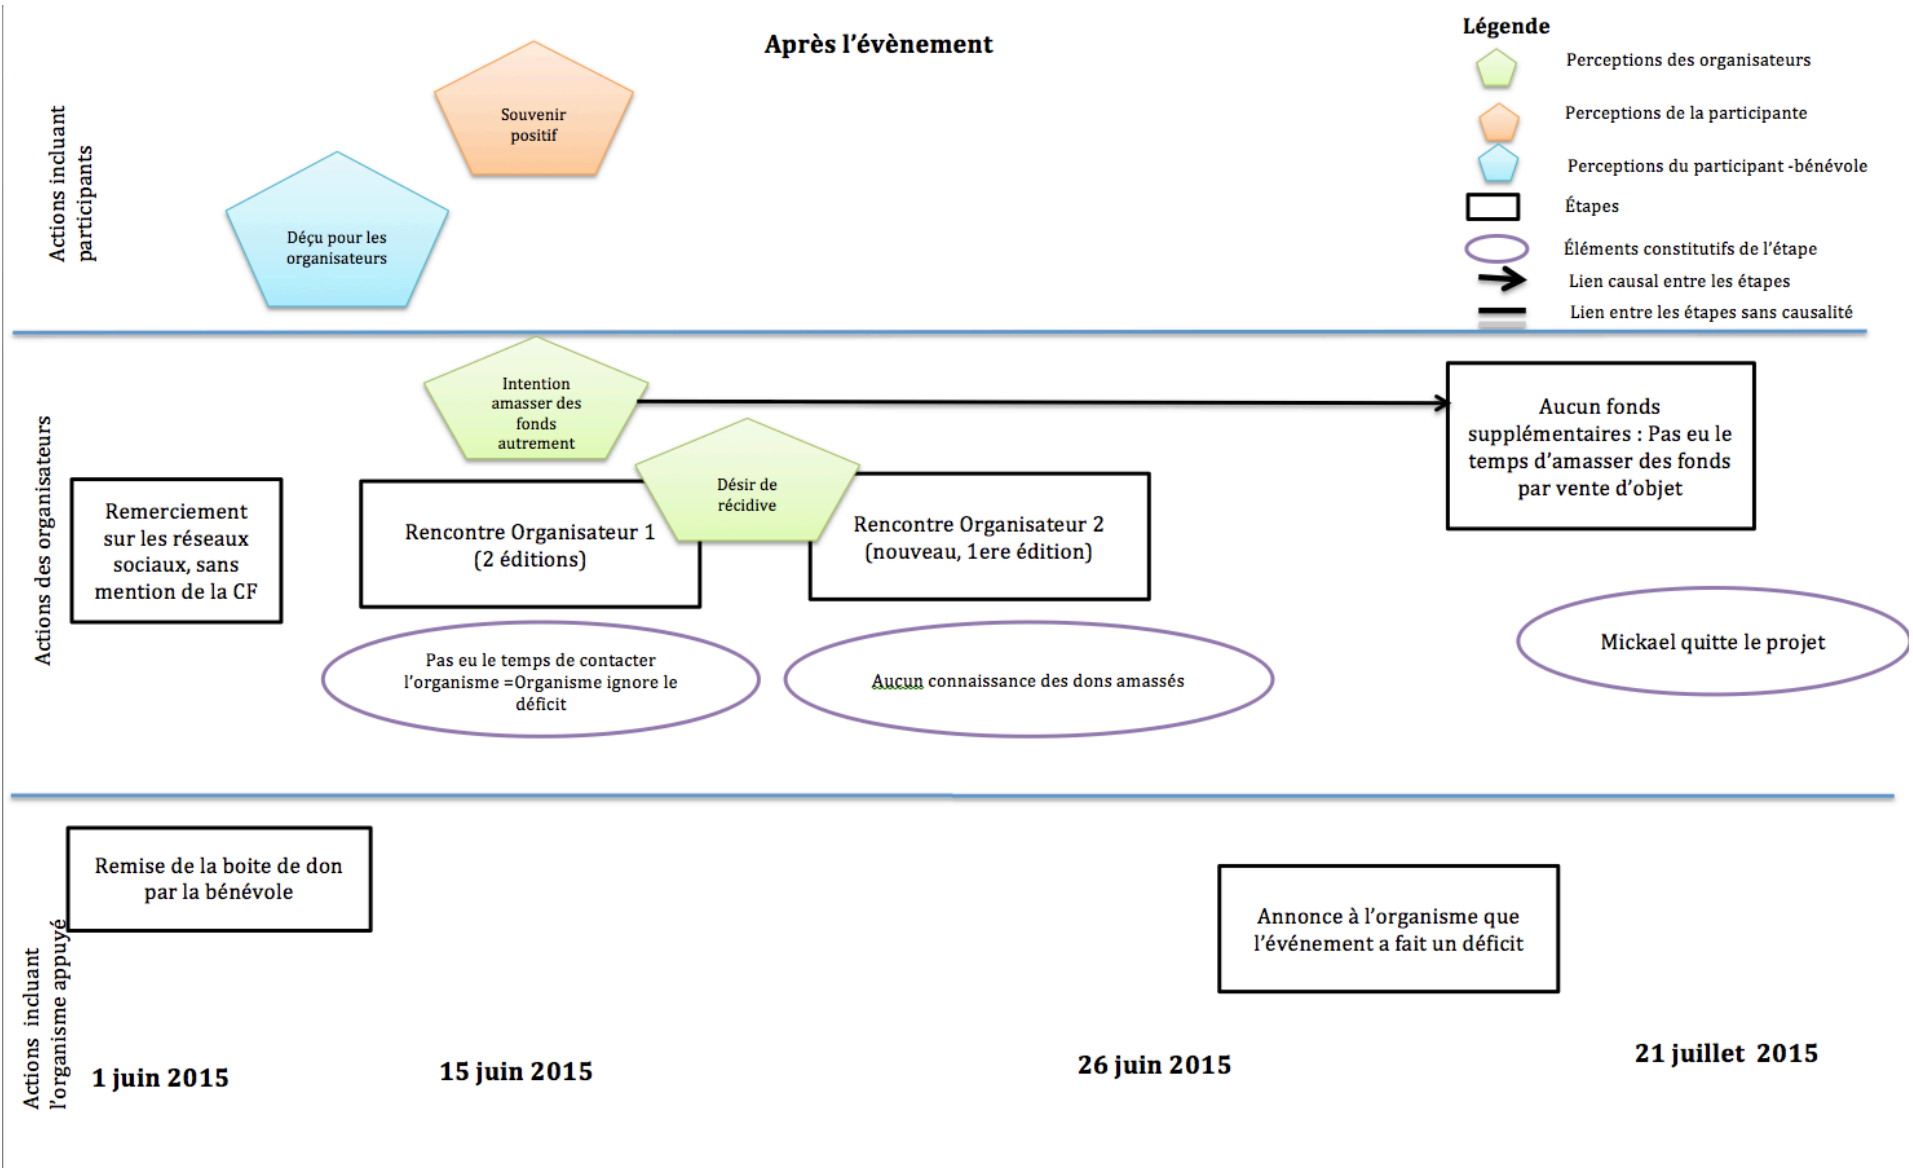 Après l'évènement
Légende
Perceptions des organisateurs
Perceptions de la participante
Perceptions du participant -bénévole
Étapes
Éléments constitutifs de l'étape
Lien causal entre les étapes
Lien entre les étapes sans causalité
Actions incluant
participants
Souvenir
positif
Déçu pour les
organisateurs
Actions des organisateurs
Intention
amasser des
fonds
autrement
Désir de
récidive
Remerciement
sur les réseaux
sociaux, sans
mention de la CF
Rencontre Organisateur 1
(2 éditions)
Rencontre Organisateur 2
(nouveau, 1ere édition)
Aucun fonds
supplémentaires : Pas eu le
temps d'amasser des fonds
par vente d'objet
Pas eu le temps de contacter
l'organisme =Organisme ignore le
déficit
Aucun connaissance des dons amassés
Mickael quitte le projet
Actions incluant
l'organisme appuyé
Remise de la boite de don
par la bénévole
Annonce à l'organisme que
l'événement a fait un déficit
1 juin 2015
15 juin 2015
26 juin 2015
21 juillet 2015